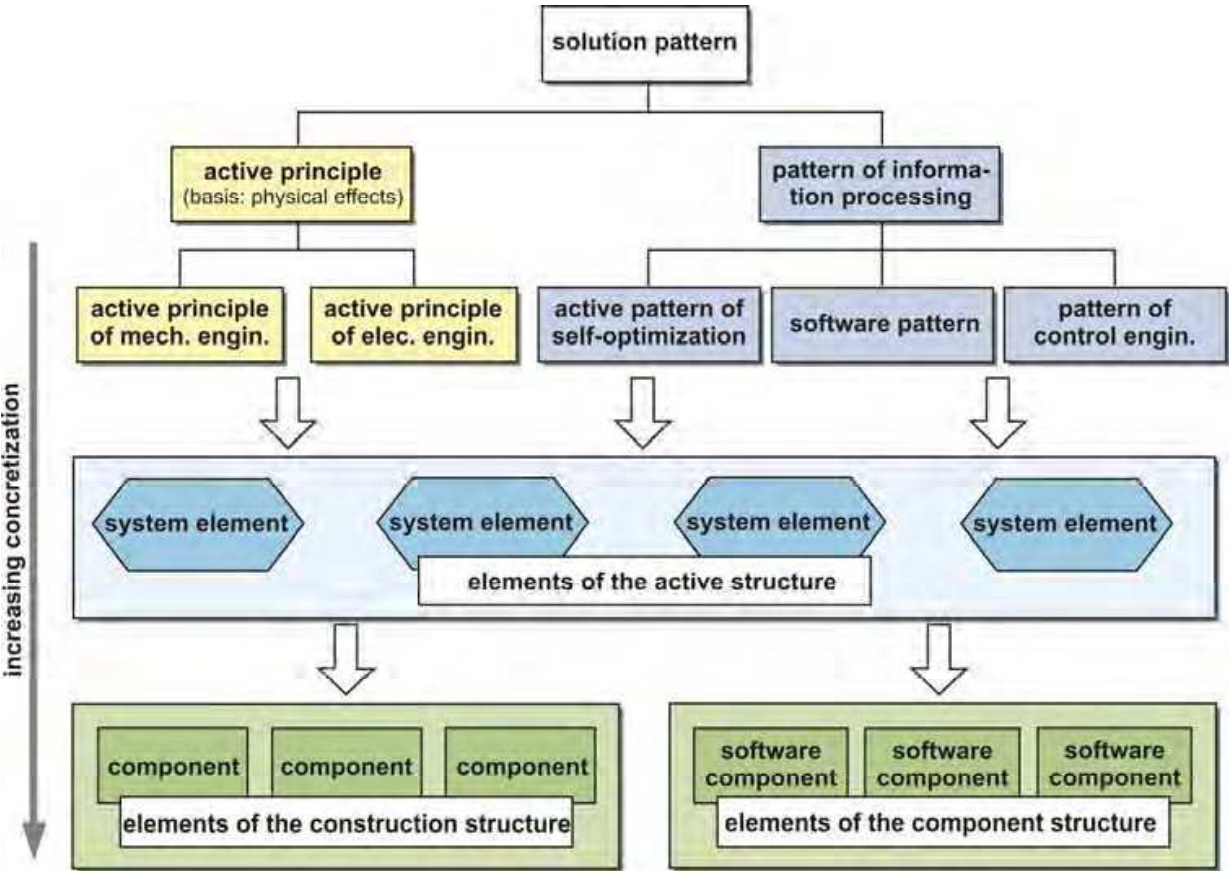 solution pattern
active principle
(basis: physical effects)
pattern of informa-
tion processing
active principle
of mech. engin.
active principle
of elec. engin.
active pattern of
self-optimization
software pattern
pattern of
control engin.
increasing concretization
system element
system element
system element
system element
elements of the active structure
component
component
component
elements of the construction structure
software
component
software
component
software
component
elements of the component structure